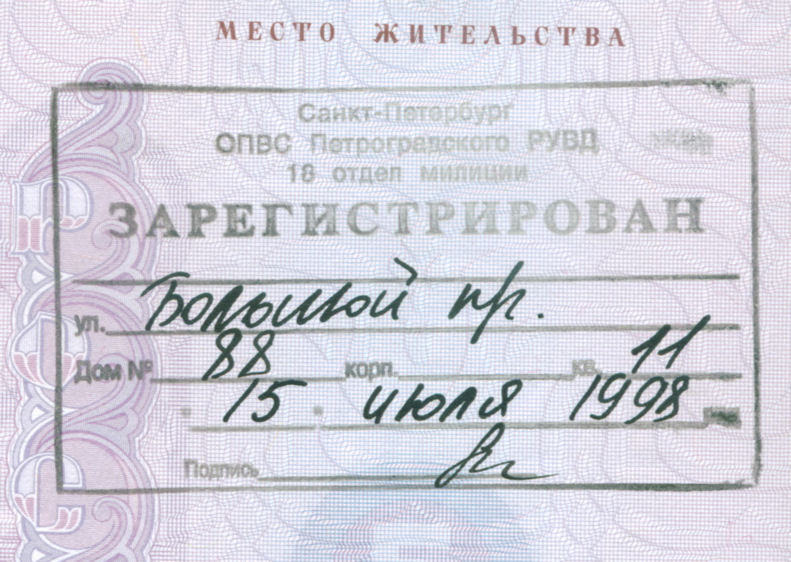 МЕСТО ЖИТЕЛЬСТВА
Санкт-Петербург
ОПВС Петроградского РУВД
18 отдел милиции
ЗАРЕГИСТРИРОВАН
ул. Большой пр.
Дом № 88 корп. кв. 11
" 15 " июля 1998
Подпись